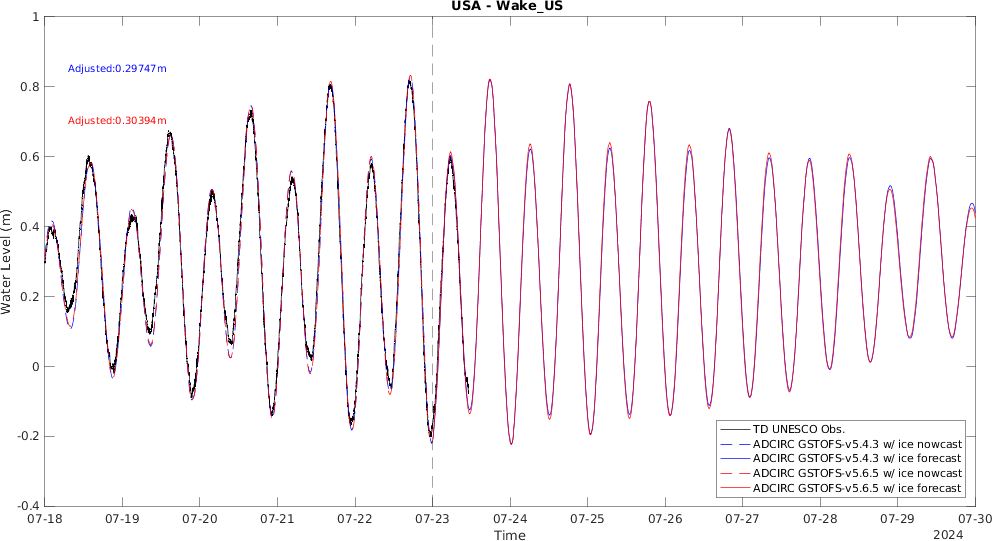 USA - Wake_US
1
0.8
0.6
0.4
0.2
0
-0.2
-0.4
Water Level (m)
Adjusted:0.29747m
Adjusted:0.30394m
TD UNESCO Obs.
ADCIRC GSTOFS-v5.4.3 w/ ice nowcast
ADCIRC GSTOFS-v5.4.3 w/ ice forecast
ADCIRC GSTOFS-v5.6.5 w/ ice nowcast
ADCIRC GSTOFS-v5.6.5 w/ ice forecast
07-18 07-19 07-20 07-21 07-22 07-23 07-24 07-25 07-26 07-27 07-28 07-29 07-30
Time
2024